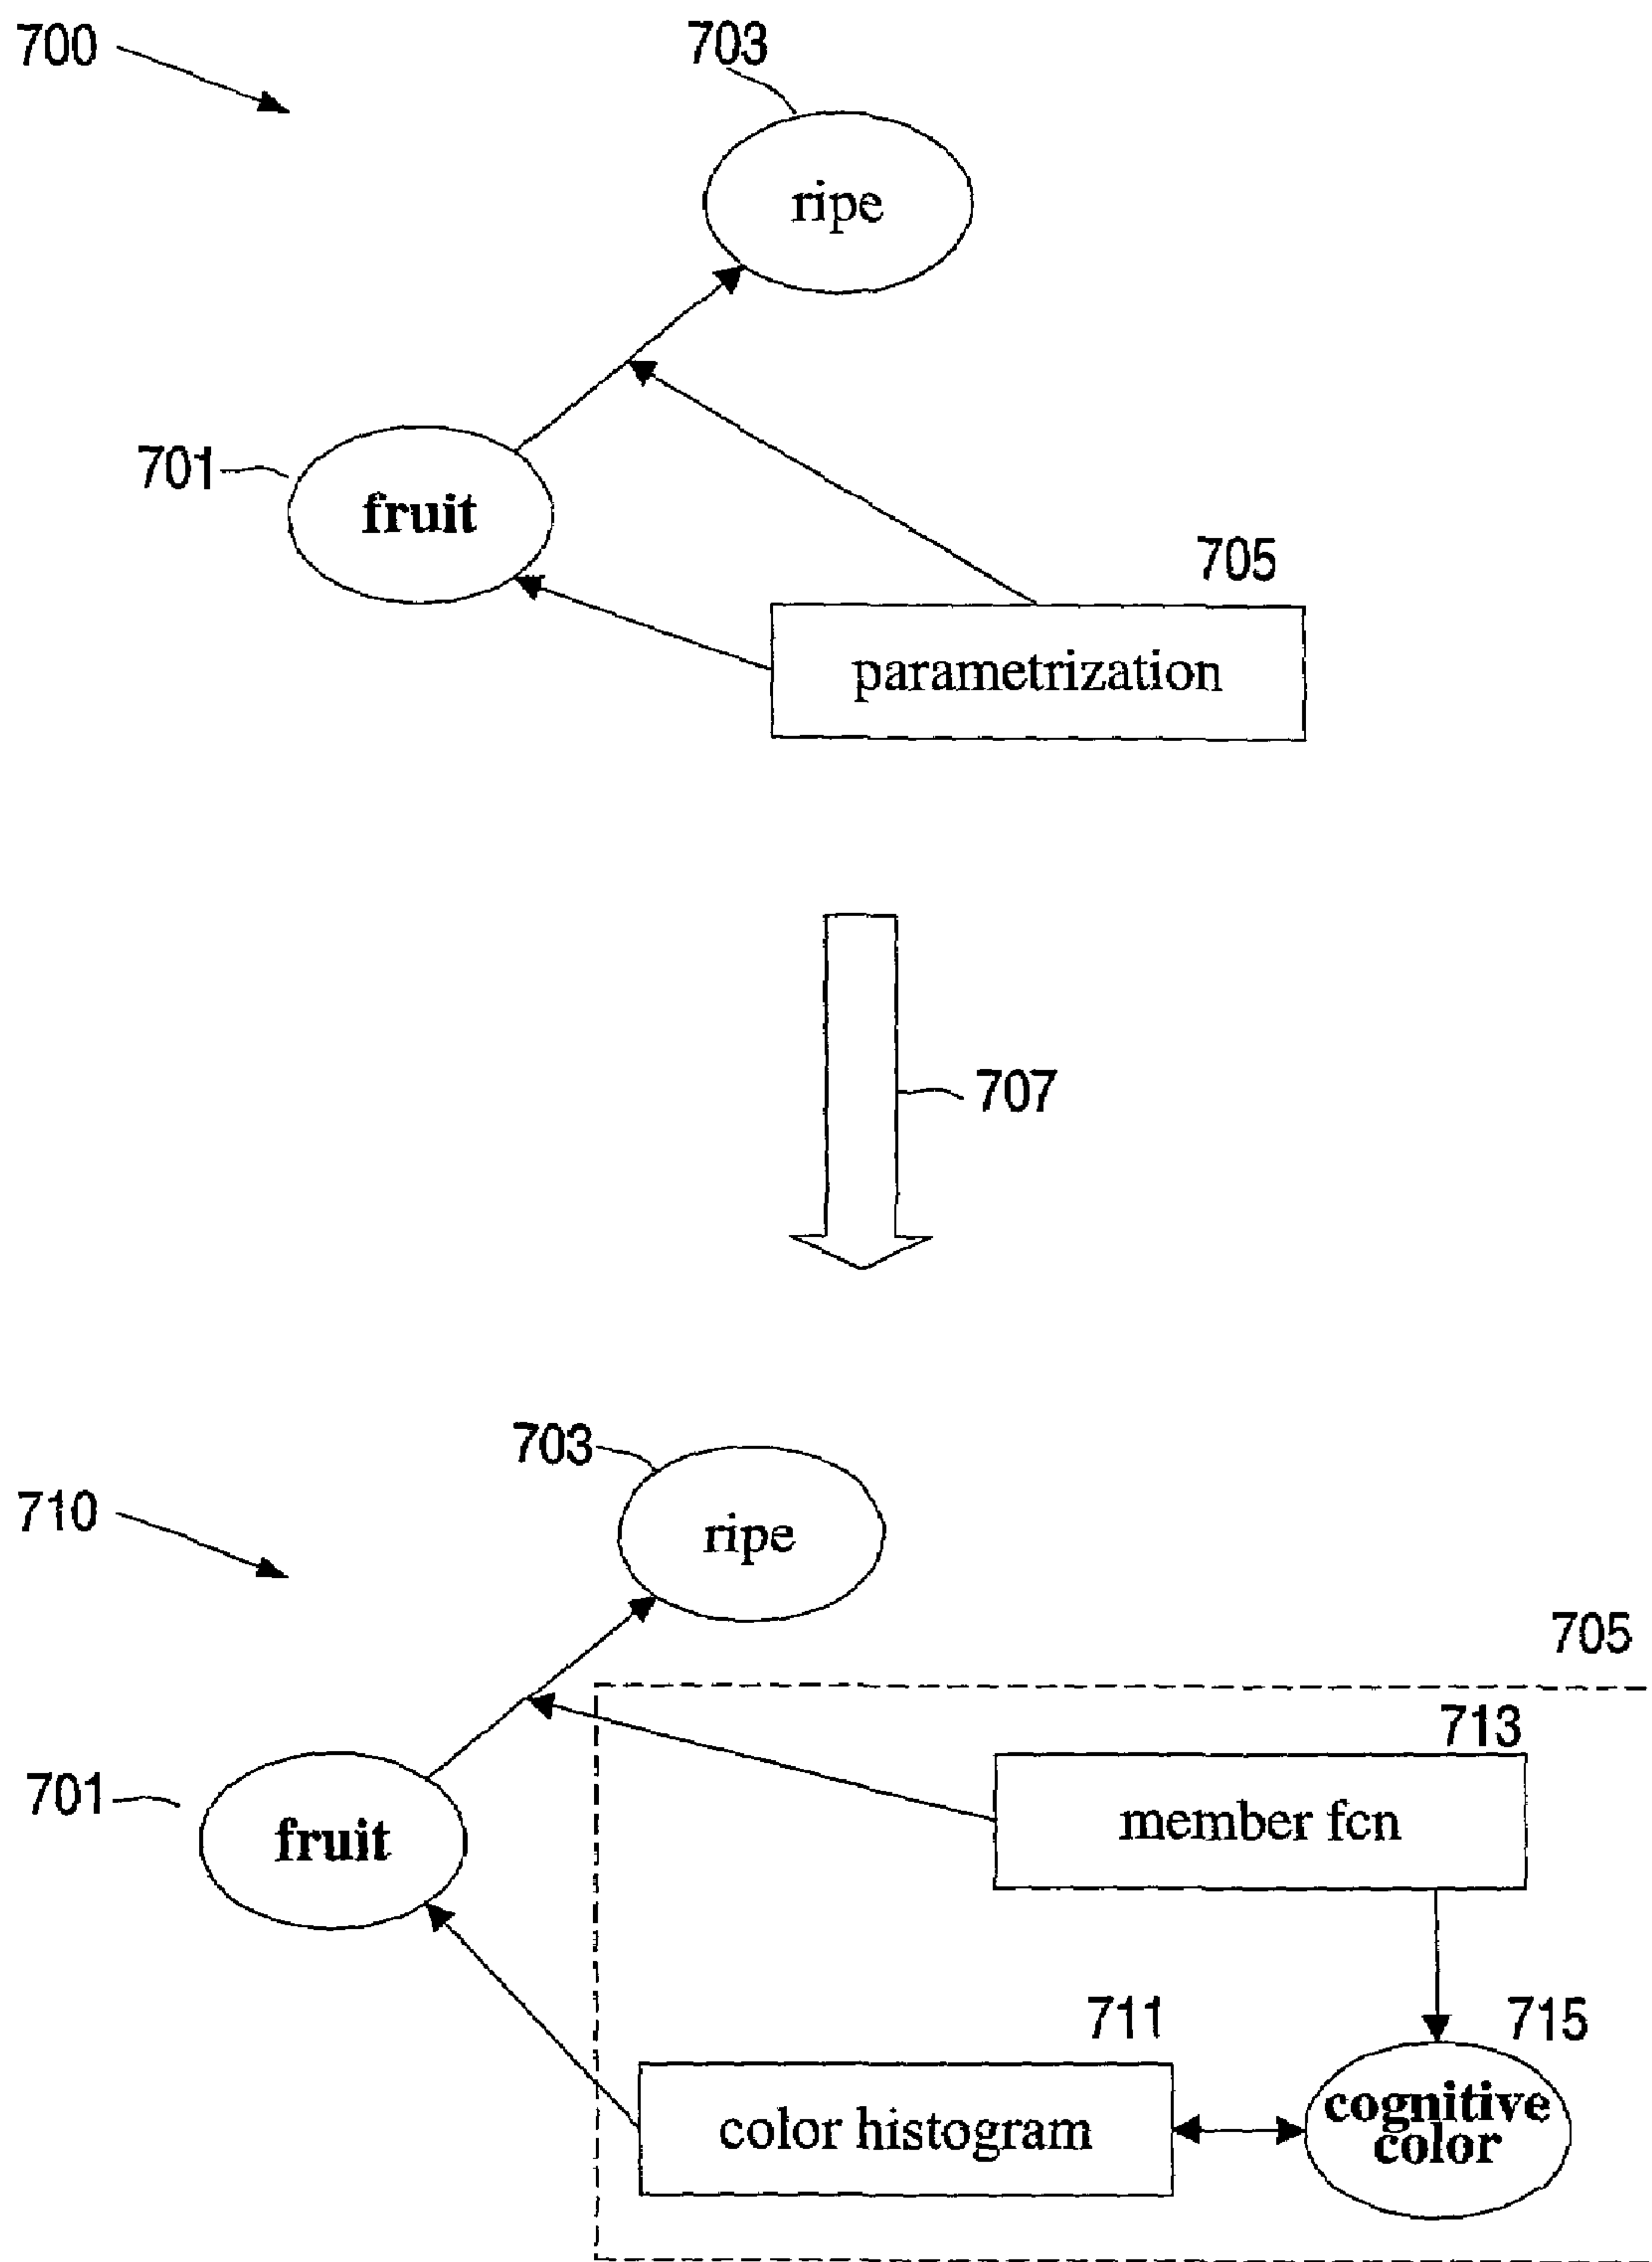 700
703
ripe
701
fruit
705
parametrization
707
703
710
ripe
705
713
701
member fcn
fruit
711
715
cognitive
color
color histogram